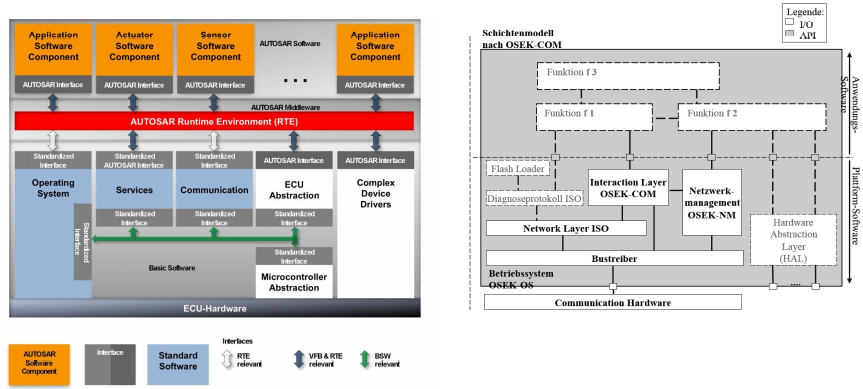 Application
Software
Component
Actuator
Software
Component
Sensor
Software
Component
AUTOSAR Software
Application
Software
Component
AUTOSAR Interface
AUTOSAR Interface
AUTOSAR Interface
...
AUTOSAR Interface
AUTOSAR Middleware
AUTOSAR Runtime Environment (RTE)
Standardized
Interface
Standardized
AUTOSAR Interface
Standardized
Interface
AUTOSAR Interface
AUTOSAR Interface
Operating
System
Services
Communication
ECU
Abstraction
Complex
Device
Drivers
Standardized
Interface
Standardized
Interface
Standardized
Interface
Standardized
Interface
Standardized
Interface
Basic Software
Microcontroller
Abstraction
ECU-Hardware
AUTOSAR
Software
Component
Interface
Standard
Software
Interfaces
RTE
relevant
VFB & RTE
relevant
BSW
relevant
Legende:
I/O
API
Schichtenmodell
nach OSEK-COM
Funktion f 3
Funktion f 1
Funktion f 2
Anwendungs-
Software
Flash Loader
Diagnoseprotokoll ISO
Interaction Layer
OSEK-COM
Netzwerk-
management
OSEK-NM
Network Layer ISO
Hardware
Abstraction
Layer
(HAL)
Bustreiber
Betriebssystem
OSEK-OS
....
Communication Hardware
Plattform-Software